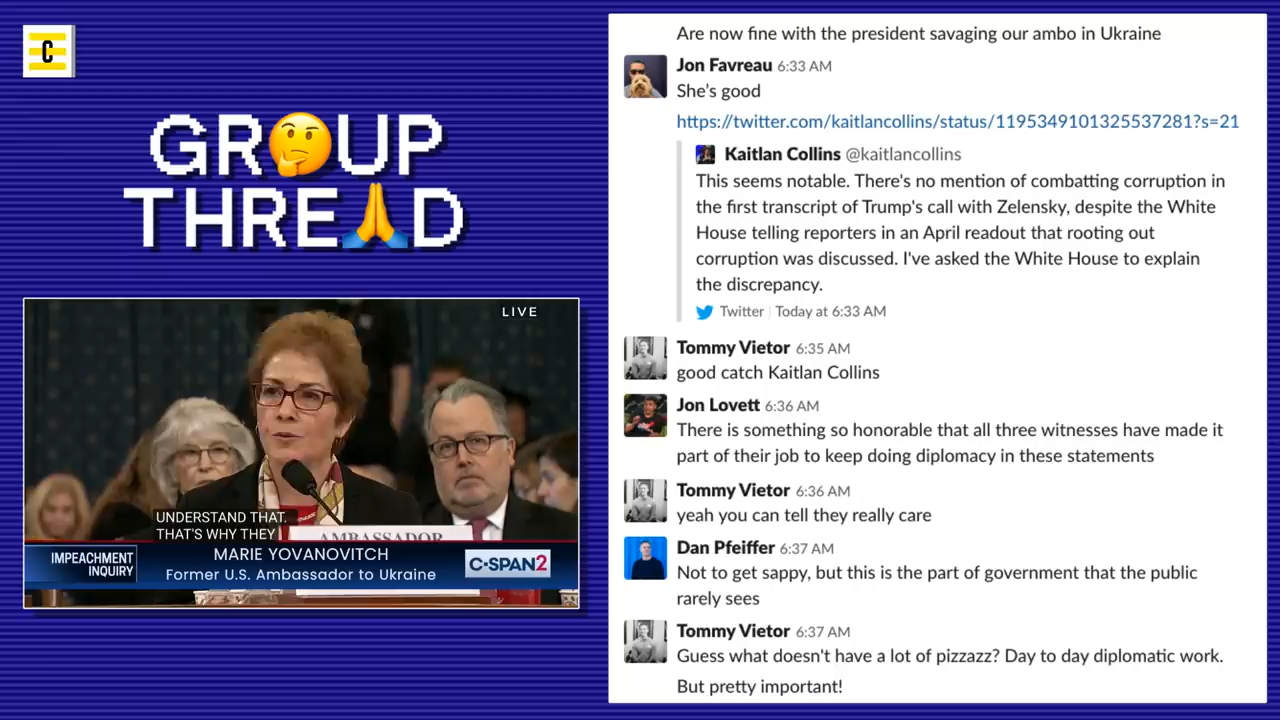 C
GR🤔UP
THRE🙏D
LIVE
UNDERSTAND THAT.
THAT'S WHY THEY
AMBASSADOR
IMPEACHMENT
INQUIRY
MARIE YOVANOVITCH
Former U.S. Ambassador to Ukraine
C-SPAN2
Are now fine with the president savaging our ambo in Ukraine
Jon Favreau 6:33 AM
She's good
https://twitter.com/kaitlancollins/status/1195349101325537281?s=21
Kaitlan Collins @kaitlancollins
This seems notable. There's no mention of combatting corruption in
the first transcript of Trump's call with Zelensky, despite the White
House telling reporters in an April readout that rooting out
corruption was discussed. I've asked the White House to explain
the discrepancy.
Twitter | Today at 6:33 AM
Tommy Vietor 6:35 AM
good catch Kaitlan Collins
Jon Lovett 6:36 AM
There is something so honorable that all three witnesses have made it
part of their job to keep doing diplomacy in these statements
Tommy Vietor 6:36 AM
yeah you can tell they really care
Dan Pfeiffer 6:37 AM
Not to get sappy, but this is the part of government that the public
rarely sees
Tommy Vietor 6:37 AM
Guess what doesn't have a lot of pizzazz? Day to day diplomatic work.
But pretty important!